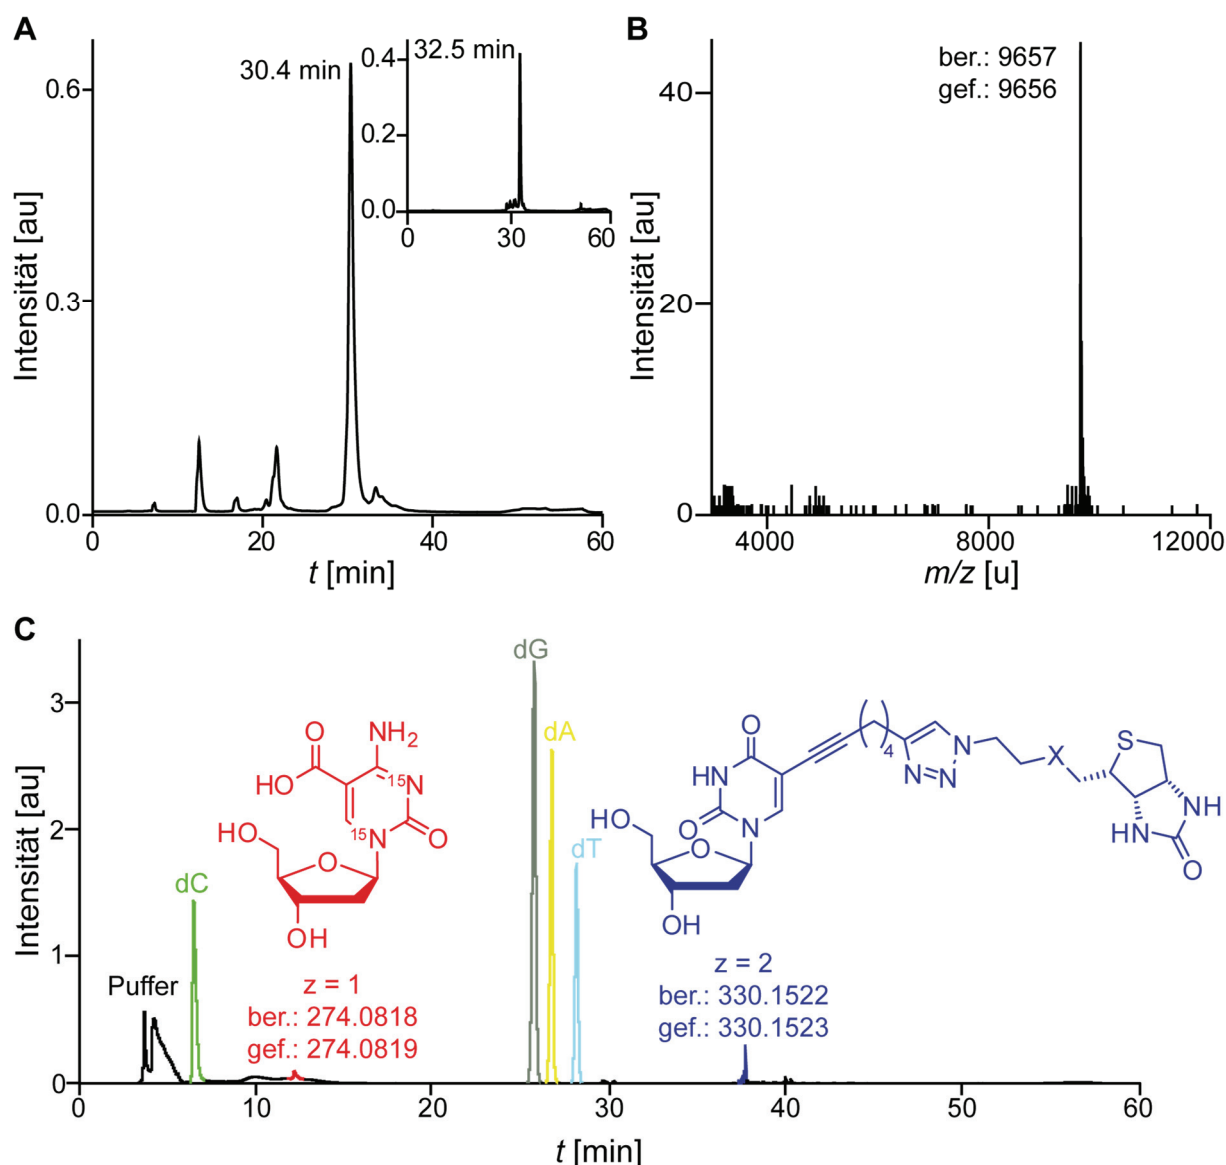 A
30.4 min
32.5 min
0.4
0.2
0.0
0
30
60
0.6
0.3
0.0
0
20
40
60
Intensität [au]
t [min]
B
ber.: 9657
gef.: 9656
40
20
0
4000
8000
12000
Intensität [au]
m/z [u]
C
dG
dA
dT
dC
Puffer
O
NH2
HO
15N
15N
O
HO
O
OH
z = 1
ber.: 274.0818
gef.: 274.0819
O
HN
O
N
HO
O
OH
4
N
N=N
X
S
NH
HN
O
z = 2
ber.: 330.1522
gef.: 330.1523
3
2
1
0
0
10
20
30
40
50
60
Intensität [au]
t [min]